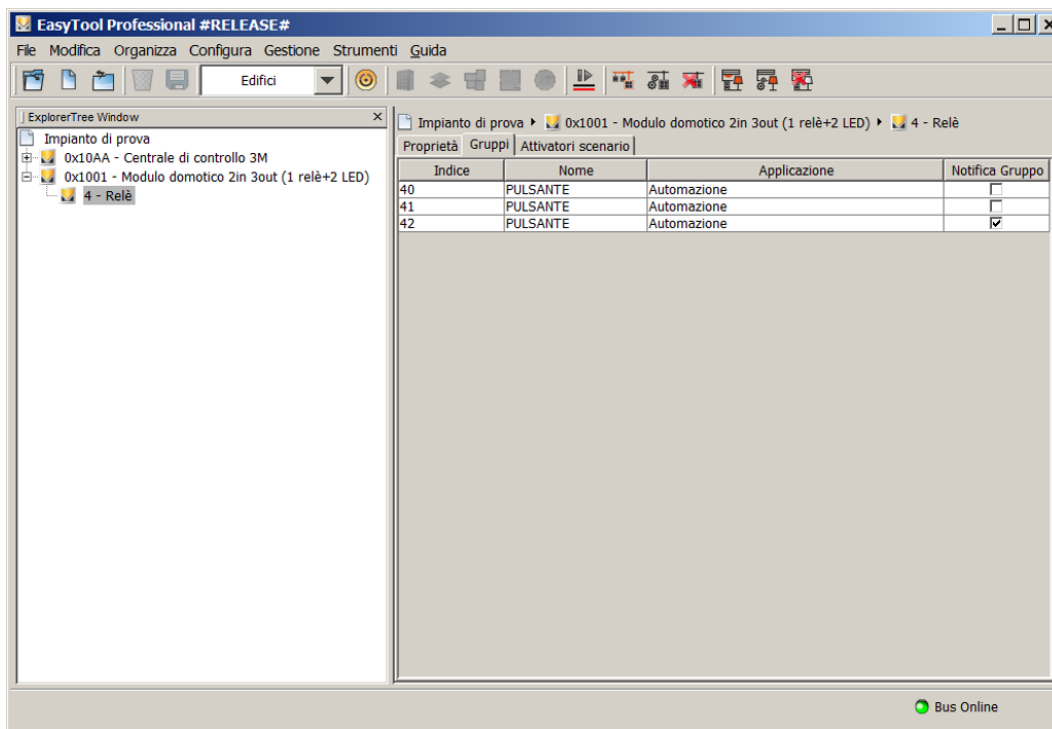 EasyTool Professional #RELEASE#
File Modifica Organizza Configura Gestione Strumenti Guida
Edifici
ExplorerTree Window
Impianto di prova
0x10AA - Centrale di controllo 3M
0x1001 - Modulo domotico 2in 3out (1 relè+2 LED)
4 - Relè
Impianto di prova 0x1001 - Modulo domotico 2in 3out (1 relè+2 LED) 4 - Relè
Proprietà Gruppi Attivatori scenario
Indice Nome Applicazione Notifica Gruppo
40 PULSANTE Automazione
41 PULSANTE Automazione
42 PULSANTE Automazione
Bus Online